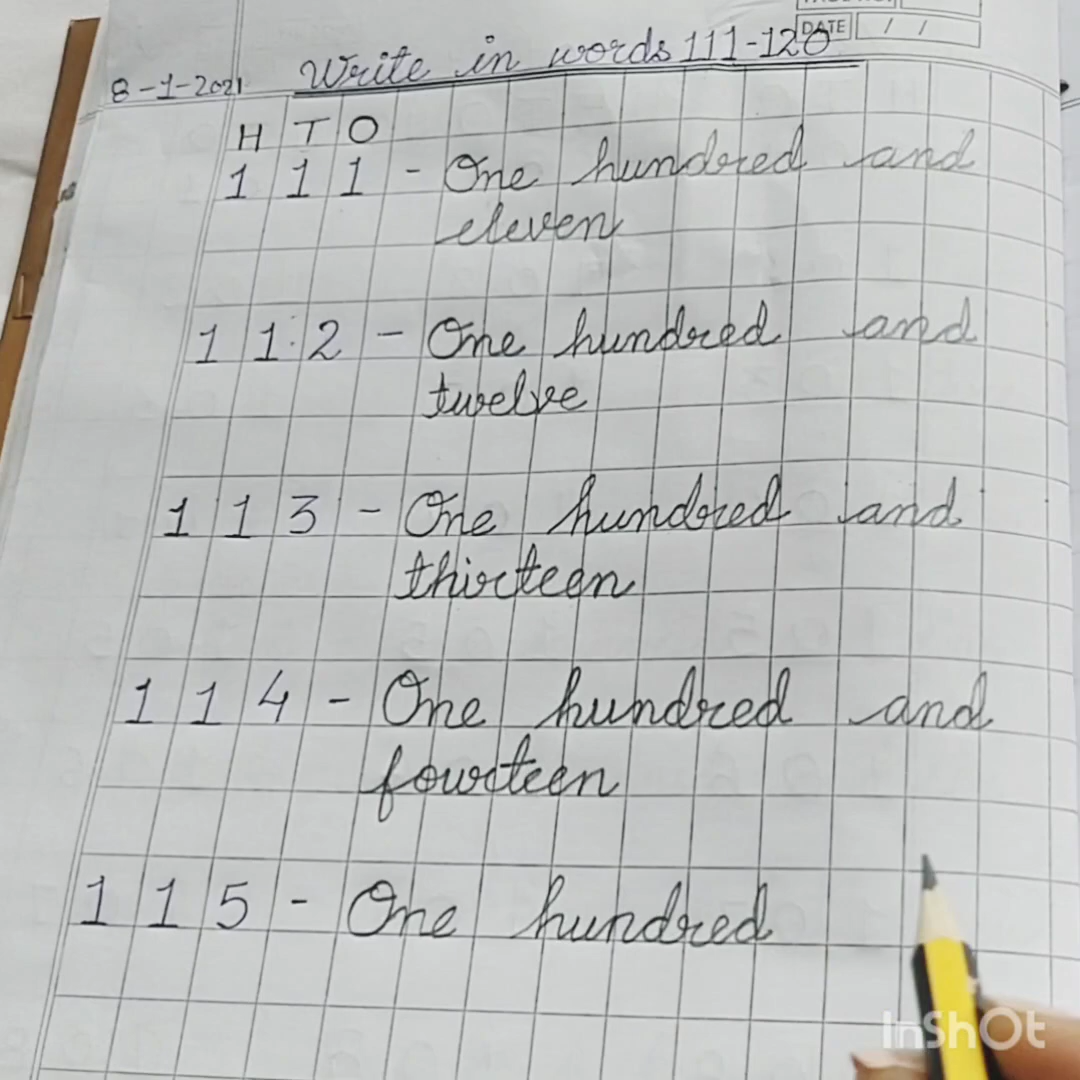 DATE / /
8-1-2021 Write in words 111-120
H T O
1 1 1 - One hundred and
eleven
1 1 2 - One hundred and
twelve
1 1 3 - One hundred and
thirteen
1 1 4 - One hundred and
fourteen
1 1 5 - One hundred
InShOt